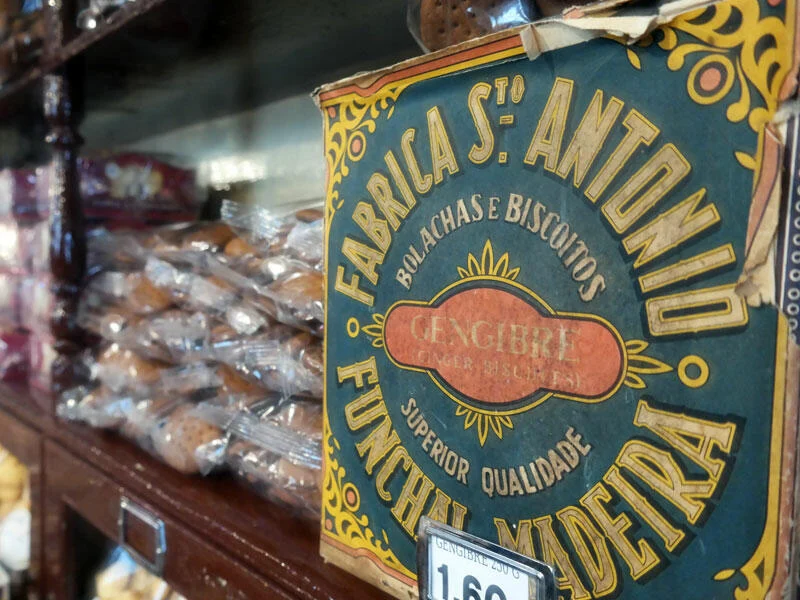 FABRICA STO. ANTONIO
BOLACHAS E BISCOITOS
GENGIBRE
(GINGER BISCUITS)
SUPERIOR QUALIDADE
FUNCHAL MADEIRA
GENGIBRE 250 G
1.60